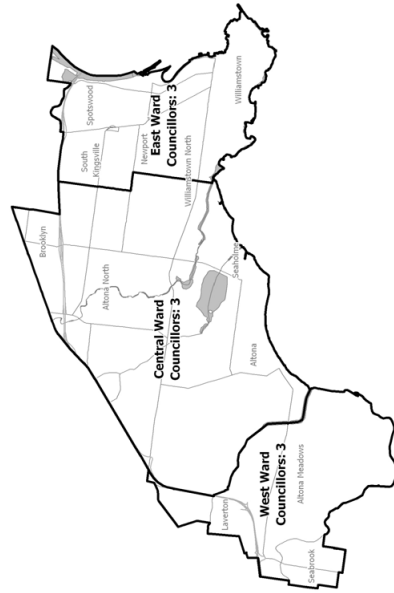 Brooklyn
Spotswood
South
Kingsville
Newport
East Ward
Councillors: 3
Williamstown
Williamstown North
Altona North
Central Ward
Councillors: 3
Seaholme
Altona
Laverton
West Ward
Councillors: 3
Altona Meadows
Seabrook